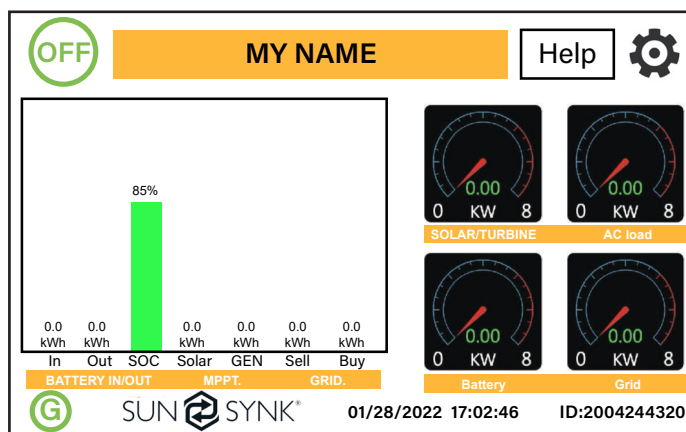 OFF
MY NAME
Help
85%
0.0 0.0 0.0 0.0 0.0 0.0
kWh kWh kWh kWh kWh kWh
In Out SOC Solar GEN Sell Buy
BATTERY IN/OUT MPPT. GRID.
0.00
0 KW 8
SOLAR/TURBINE
0.00
0 KW 8
AC load
0.00
0 KW 8
Battery
0.00
0 KW 8
Grid
G
SUN SYNK®
01/28/2022 17:02:46
ID:2004244320